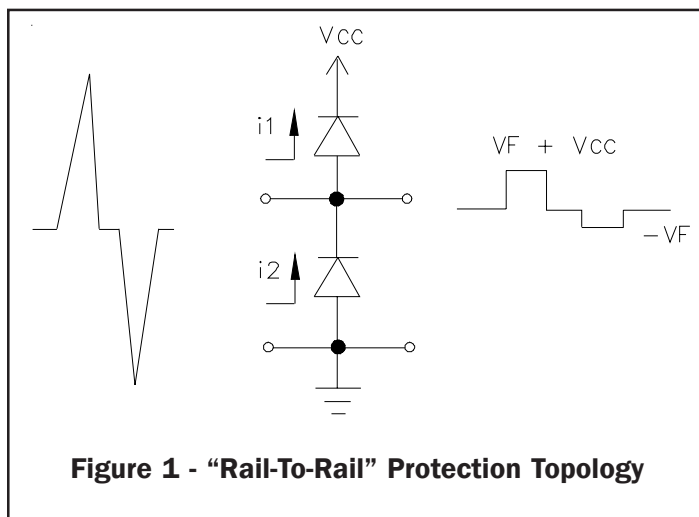 Vcc
i1
VF + Vcc
i2
-VF
Figure 1 - “Rail-To-Rail” Protection Topology